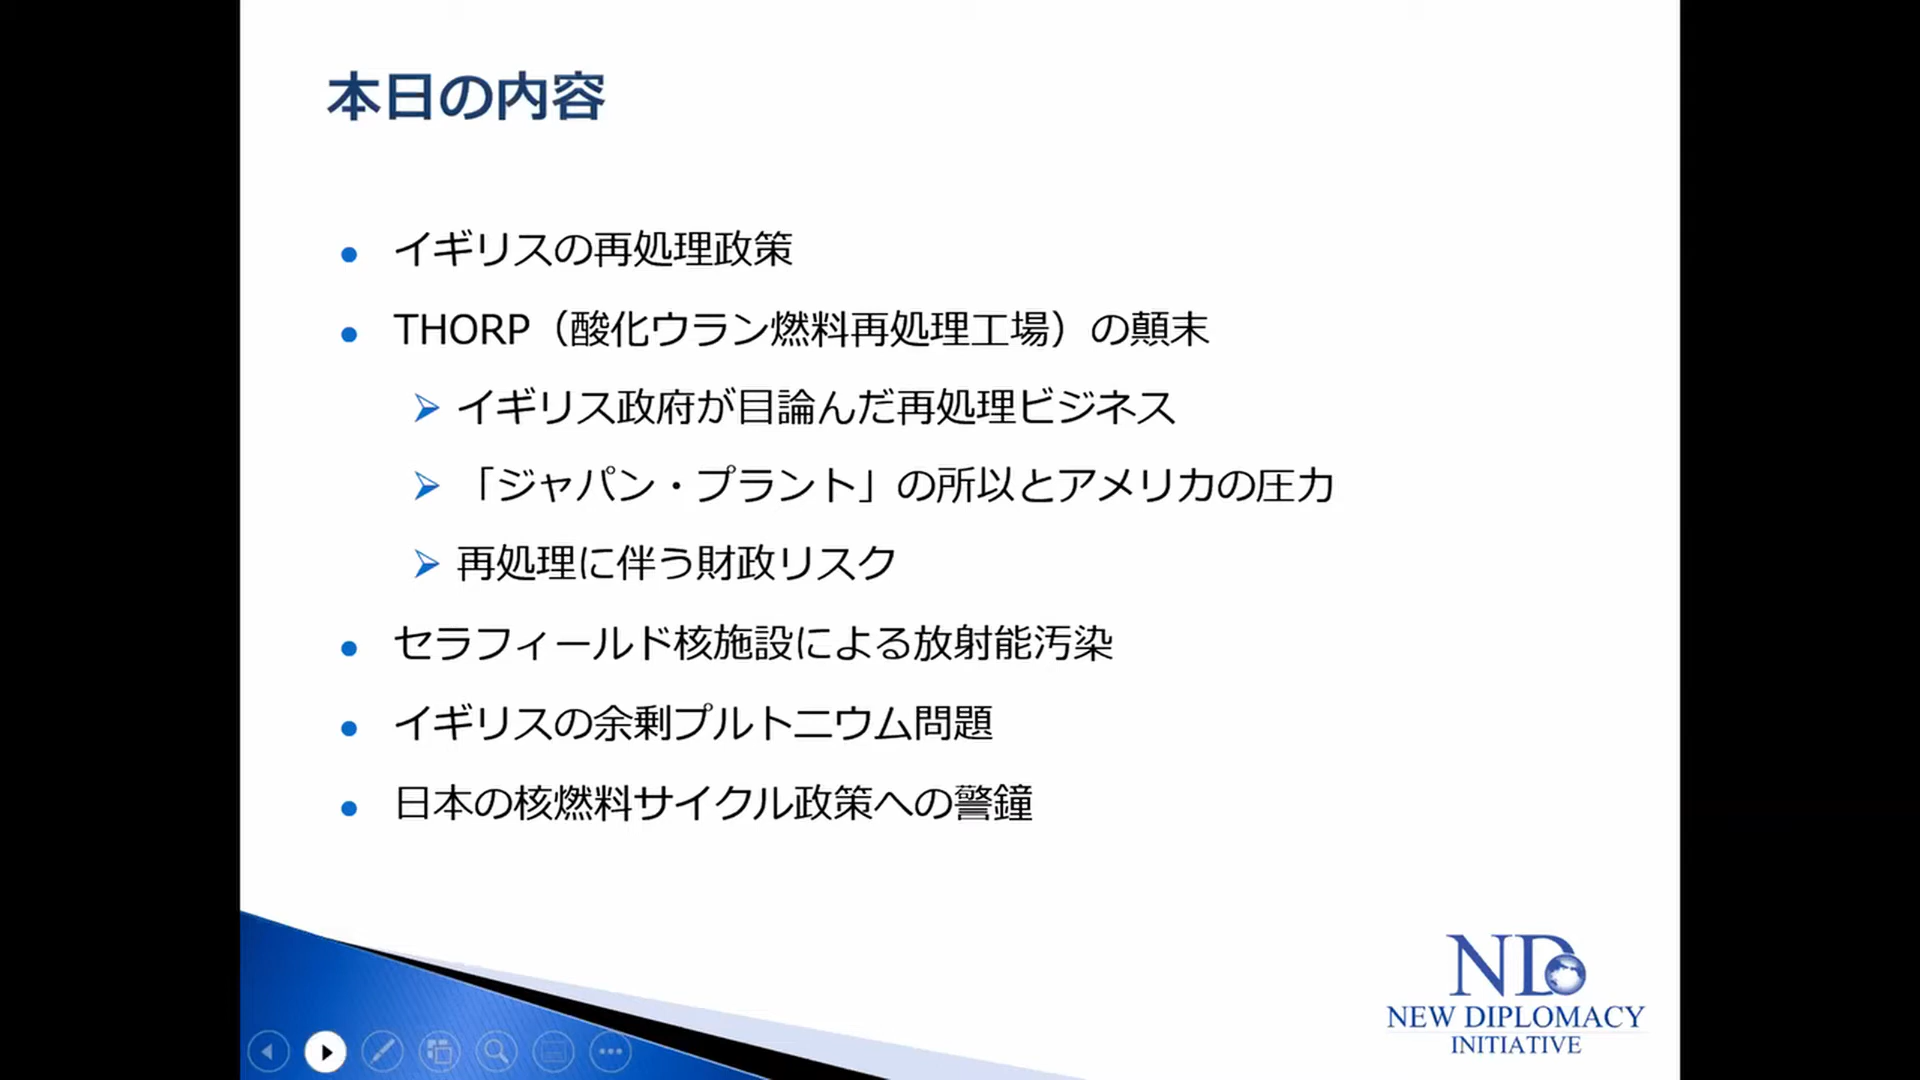 本日の内容
イギリスの再処理政策
THORP（酸化ウラン燃料再処理工場）の顛末
イギリス政府が目論んだ再処理ビジネス
「ジャパン・プラント」の所以とアメリカの圧力
再処理に伴う財政リスク
セラフィールド核施設による放射能汚染
イギリスの余剰プルトニウム問題
日本の核燃料サイクル政策への警鐘
ND
NEW DIPLOMACY
INITIATIVE